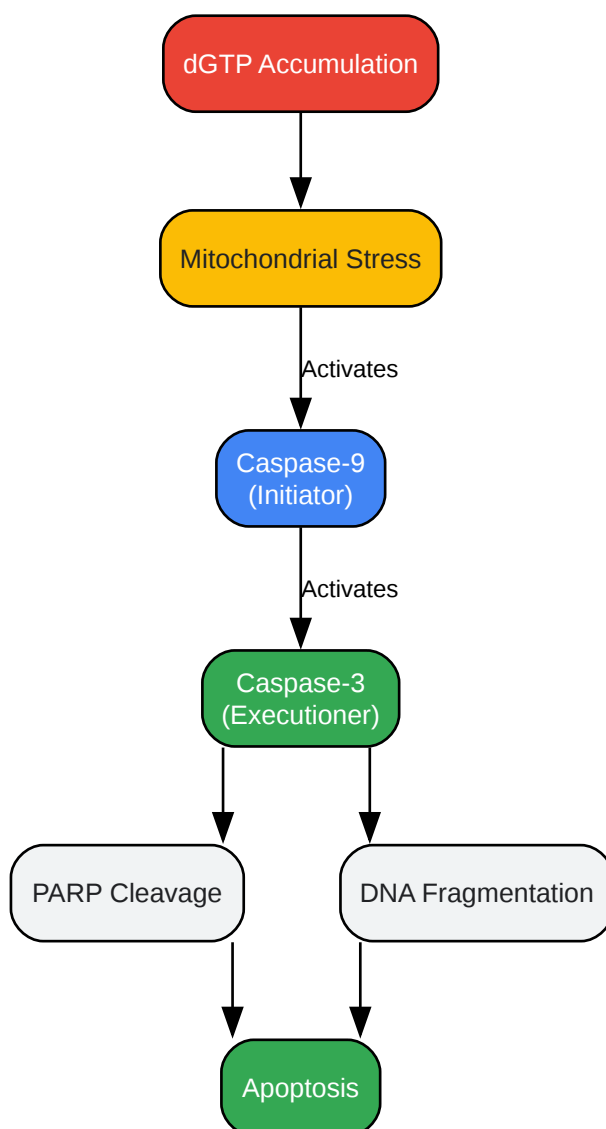 dGTP Accumulation
Mitochondrial Stress
Activates
Caspase-9
(Initiator)
Activates
Caspase-3
(Executioner)
PARP Cleavage
DNA Fragmentation
Apoptosis